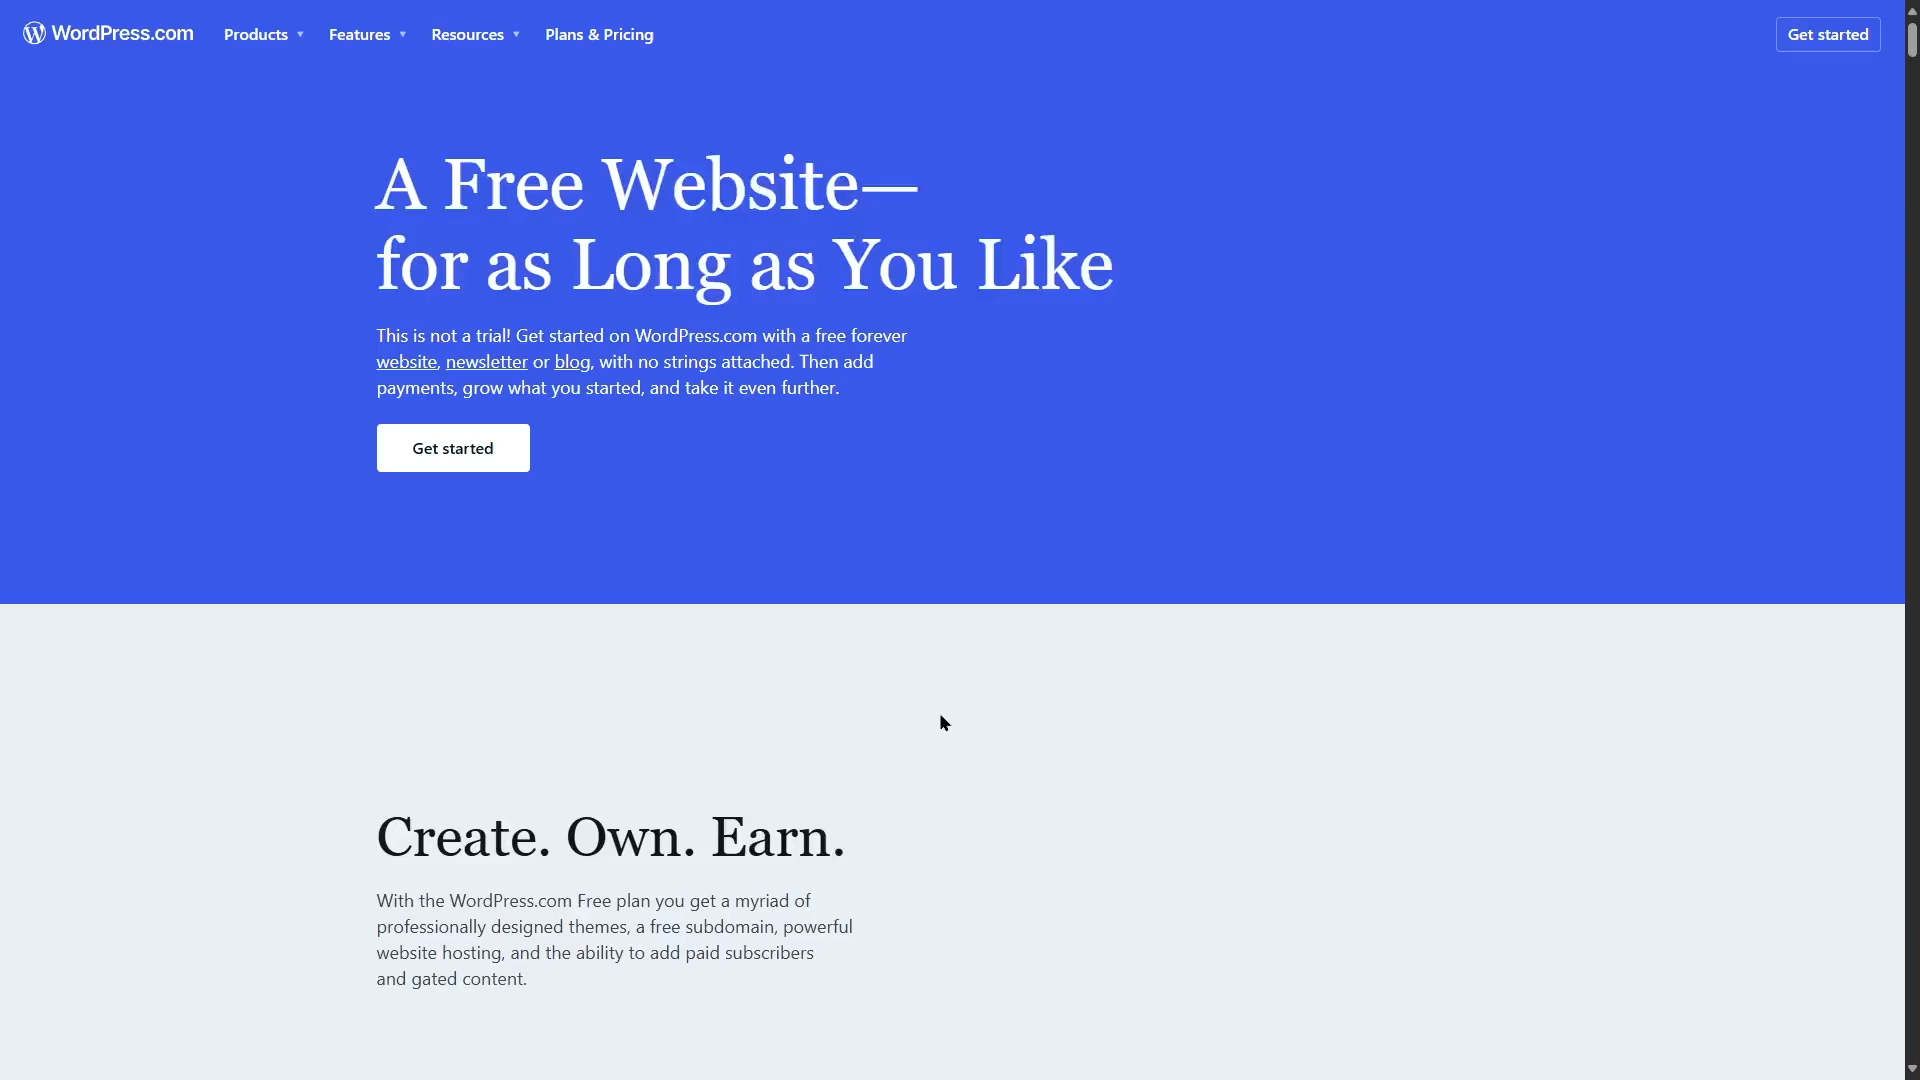 WordPress.com Products Features Resources Plans & Pricing Get started
A Free Website—
for as Long as You Like
This is not a trial! Get started on WordPress.com with a free forever
website, newsletter or blog, with no strings attached. Then add
payments, grow what you started, and take it even further.
Get started
Create. Own. Earn.
With the WordPress.com Free plan you get a myriad of
professionally designed themes, a free subdomain, powerful
website hosting, and the ability to add paid subscribers
and gated content.